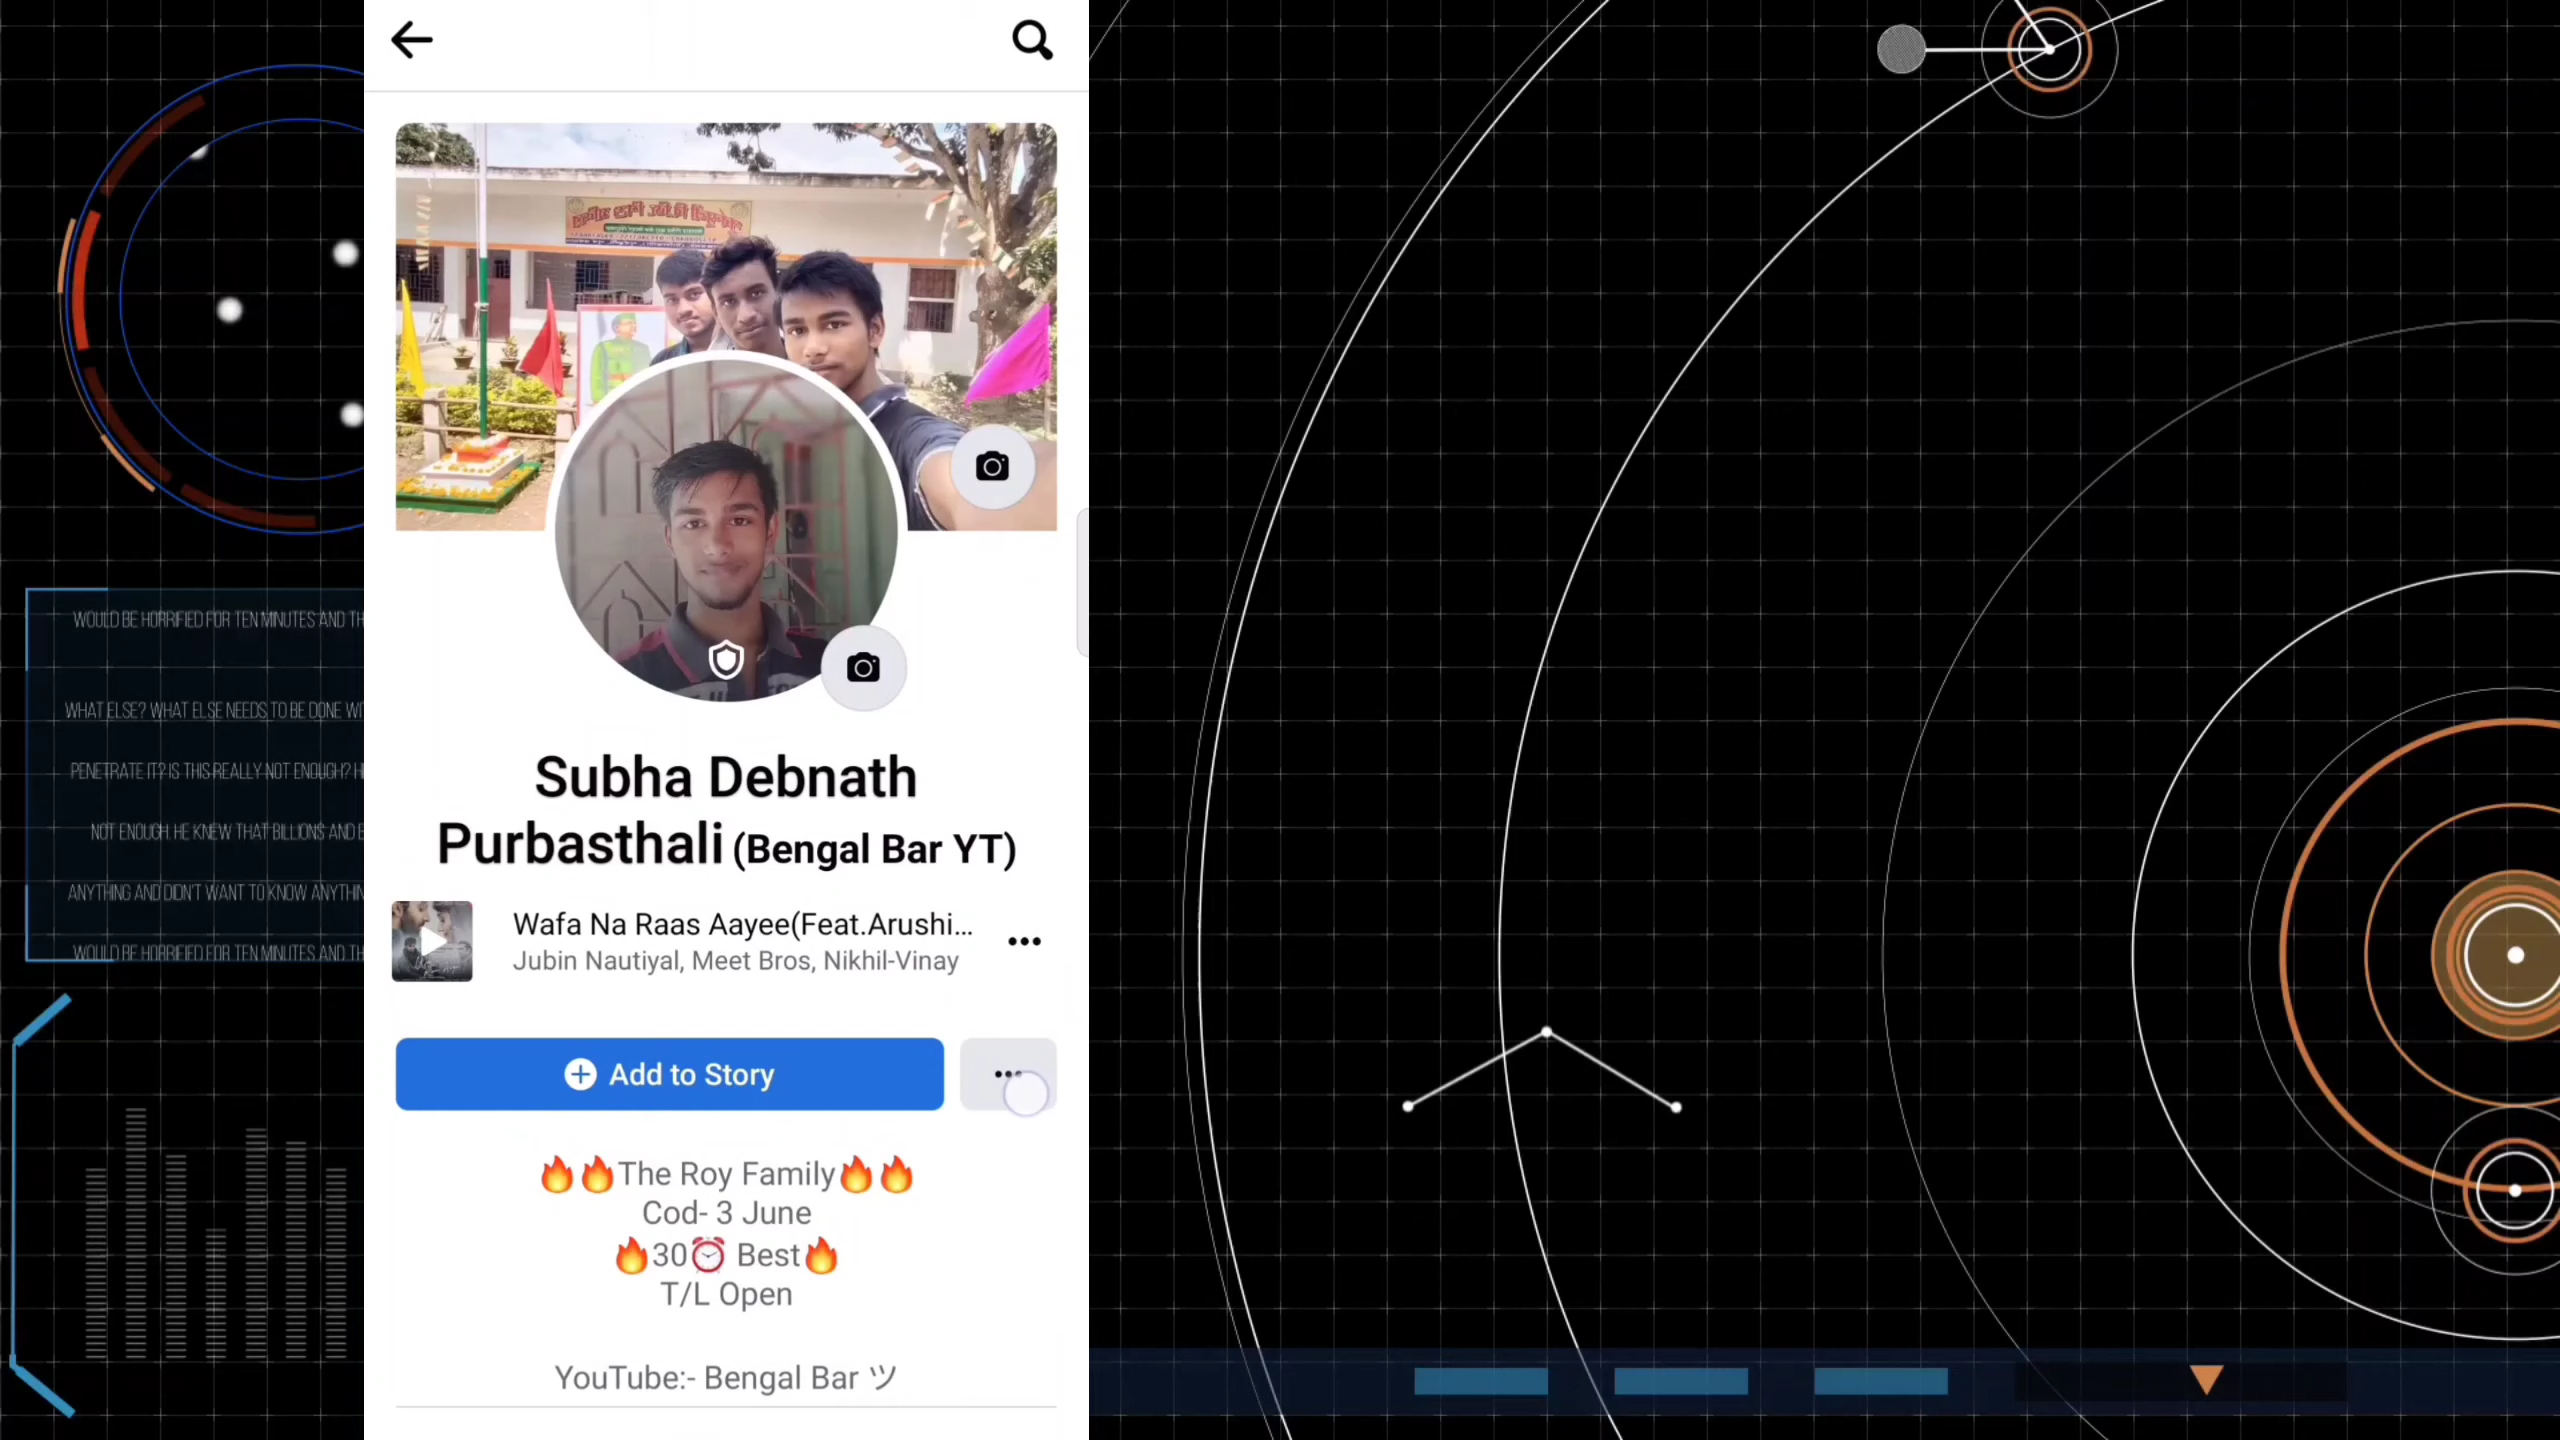 WOULD BE HORRIFIED FOR TEN MINUTES AND TH
WHAT ELSE? WHAT ELSE NEEDS TO BE DONE WI
PENETRATE IT? IS THIS REALLY NOT ENOUGH? H
NOT ENOUGH. HE KNEW THAT BILLIONS AND B
ANYTHING AND DIDN'T WANT TO KNOW ANYTHIN
WOULD BE HORRIFIED FOR TEN MINUTES AND TH
Subha Debnath
Purbasthali (Bengal Bar YT)
Wafa Na Raas Aayee(Feat.Arushi...
Jubin Nautiyal, Meet Bros, Nikhil-Vinay
Add to Story
🔥🔥The Roy Family🔥🔥
Cod- 3 June
🔥30⏰ Best🔥
T/L Open
YouTube:- Bengal Bar ツ